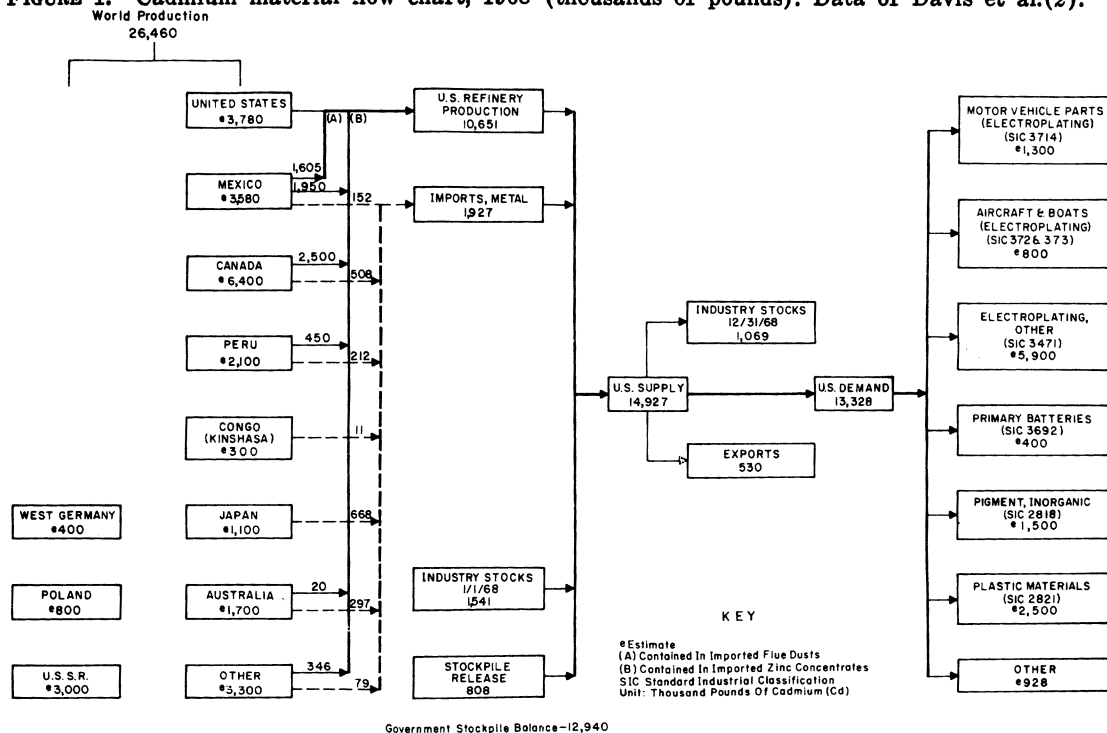 FIGURE 1. Cadmium material flow chart, 1968 (thousands of pounds). Data of Davis et al.(2).
World Production
26,460
UNITED STATES
e3,780
(A) (B)
U.S. REFINERY
PRODUCTION
10,651
1,605
MEXICO
e3,580
1,950
152
IMPORTS, METAL
1,927
CANADA
e6,400
2,500
508
PERU
e2,100
450
212
CONGO
(KINSHASA)
e300
11
WEST GERMANY
e400
JAPAN
e1,100
668
POLAND
e800
AUSTRALIA
e1,700
20
297
U.S.S.R.
e3,000
OTHER
e3,300
346
79
INDUSTRY STOCKS
1/1/68
1,541
STOCKPILE
RELEASE
808
Government Stockpile Balance-12,940
INDUSTRY STOCKS
12/31/68
1,069
U.S. SUPPLY
14,927
EXPORTS
530
U.S. DEMAND
13,328
MOTOR VEHICLE PARTS
(ELECTROPLATING)
(SIC 3714)
e1,300
AIRCRAFT & BOATS
(ELECTROPLATING)
(SIC 372& 373)
e800
ELECTROPLATING,
OTHER
(SIC 3471)
e5,900
PRIMARY BATTERIES
(SIC 3692)
e400
PIGMENT, INORGANIC
(SIC 2818)
e1,500
PLASTIC MATERIALS
(SIC 2821)
e2,500
OTHER
e928
KEY
e Estimate
(A) Contained In Imported Flue Dusts
(B) Contained In Imported Zinc Concentrates
SIC Standard Industrial Classification
Unit: Thousand Pounds Of Cadmium (Cd)